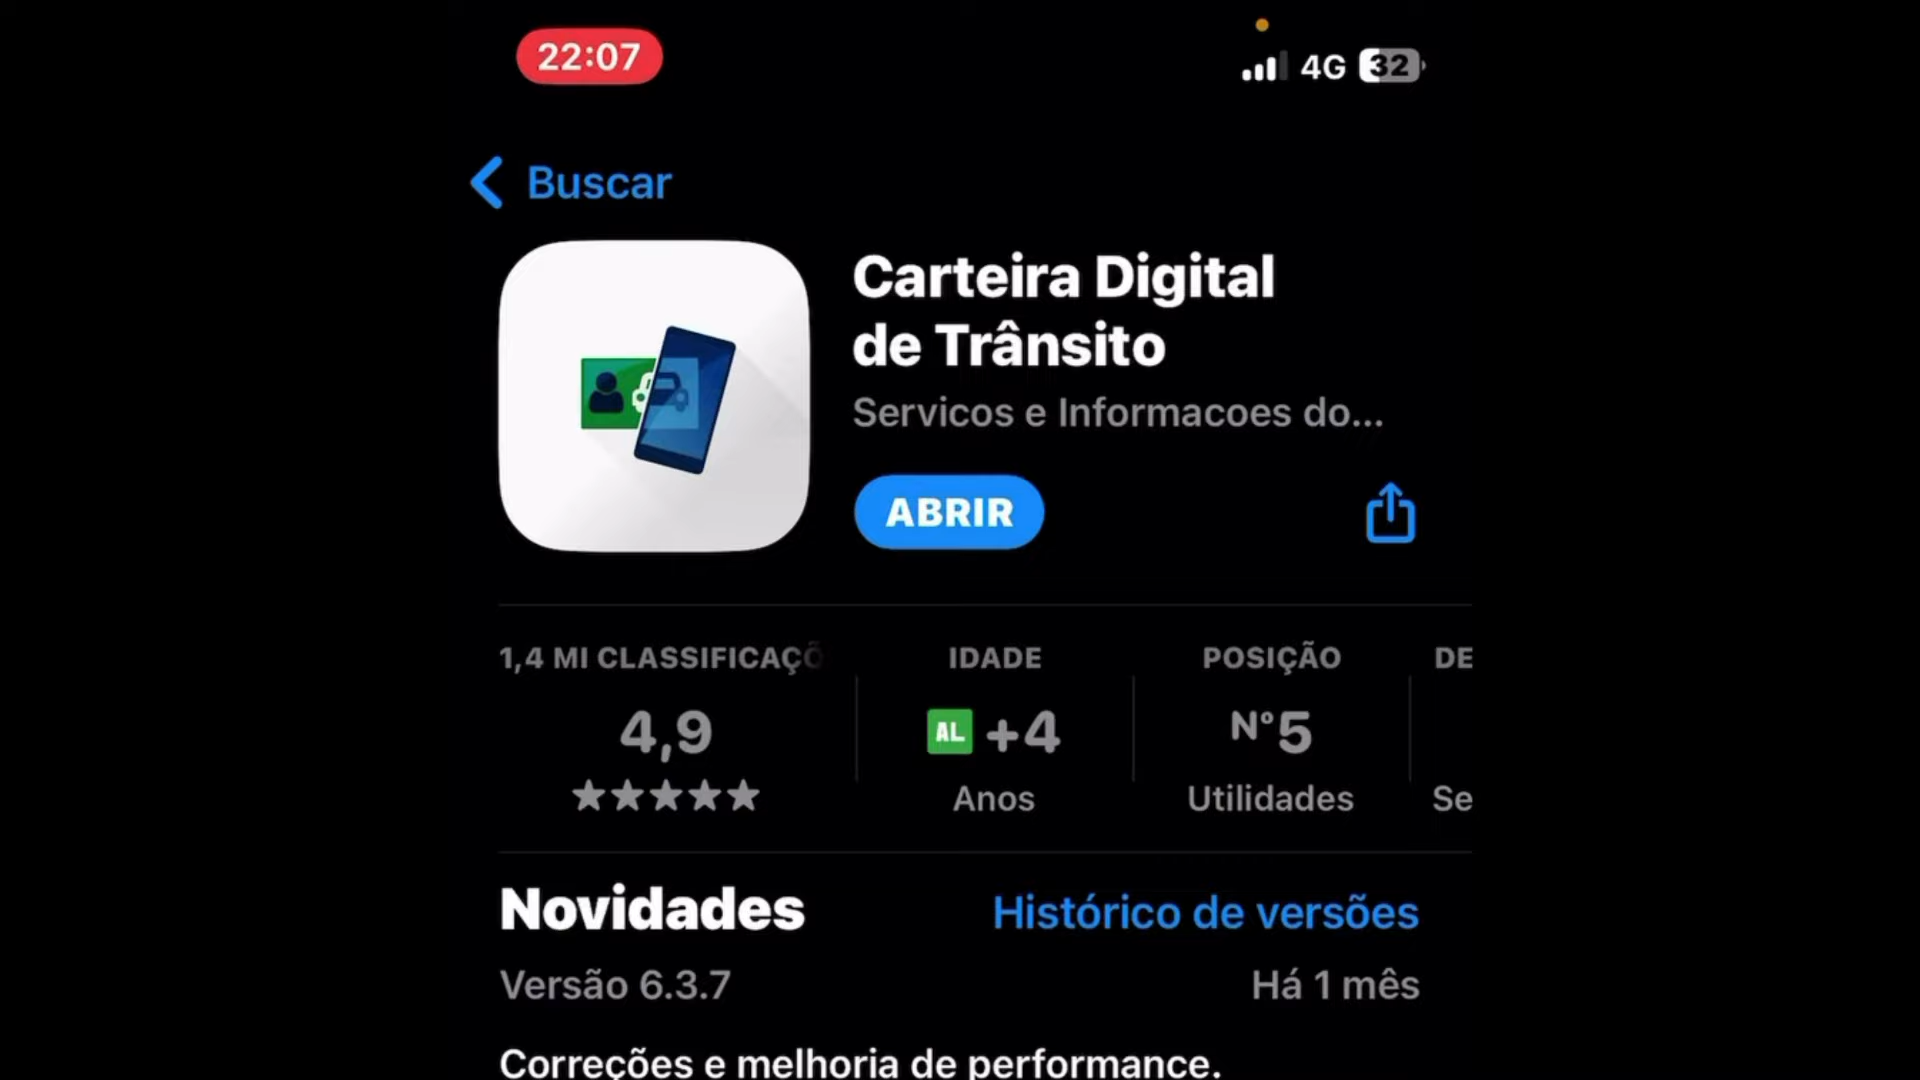 22:07
4G 32
Buscar
Carteira Digital
de Trânsito
Servicos e Informacoes do...
ABRIR
1,4 MI CLASSIFICAÇÕ
IDADE
POSIÇÃO
DE
4,9
AL +4
Nº5
Anos
Utilidades
Se
Novidades
Histórico de versões
Versão 6.3.7
Há 1 mês
Correções e melhoria de performance.